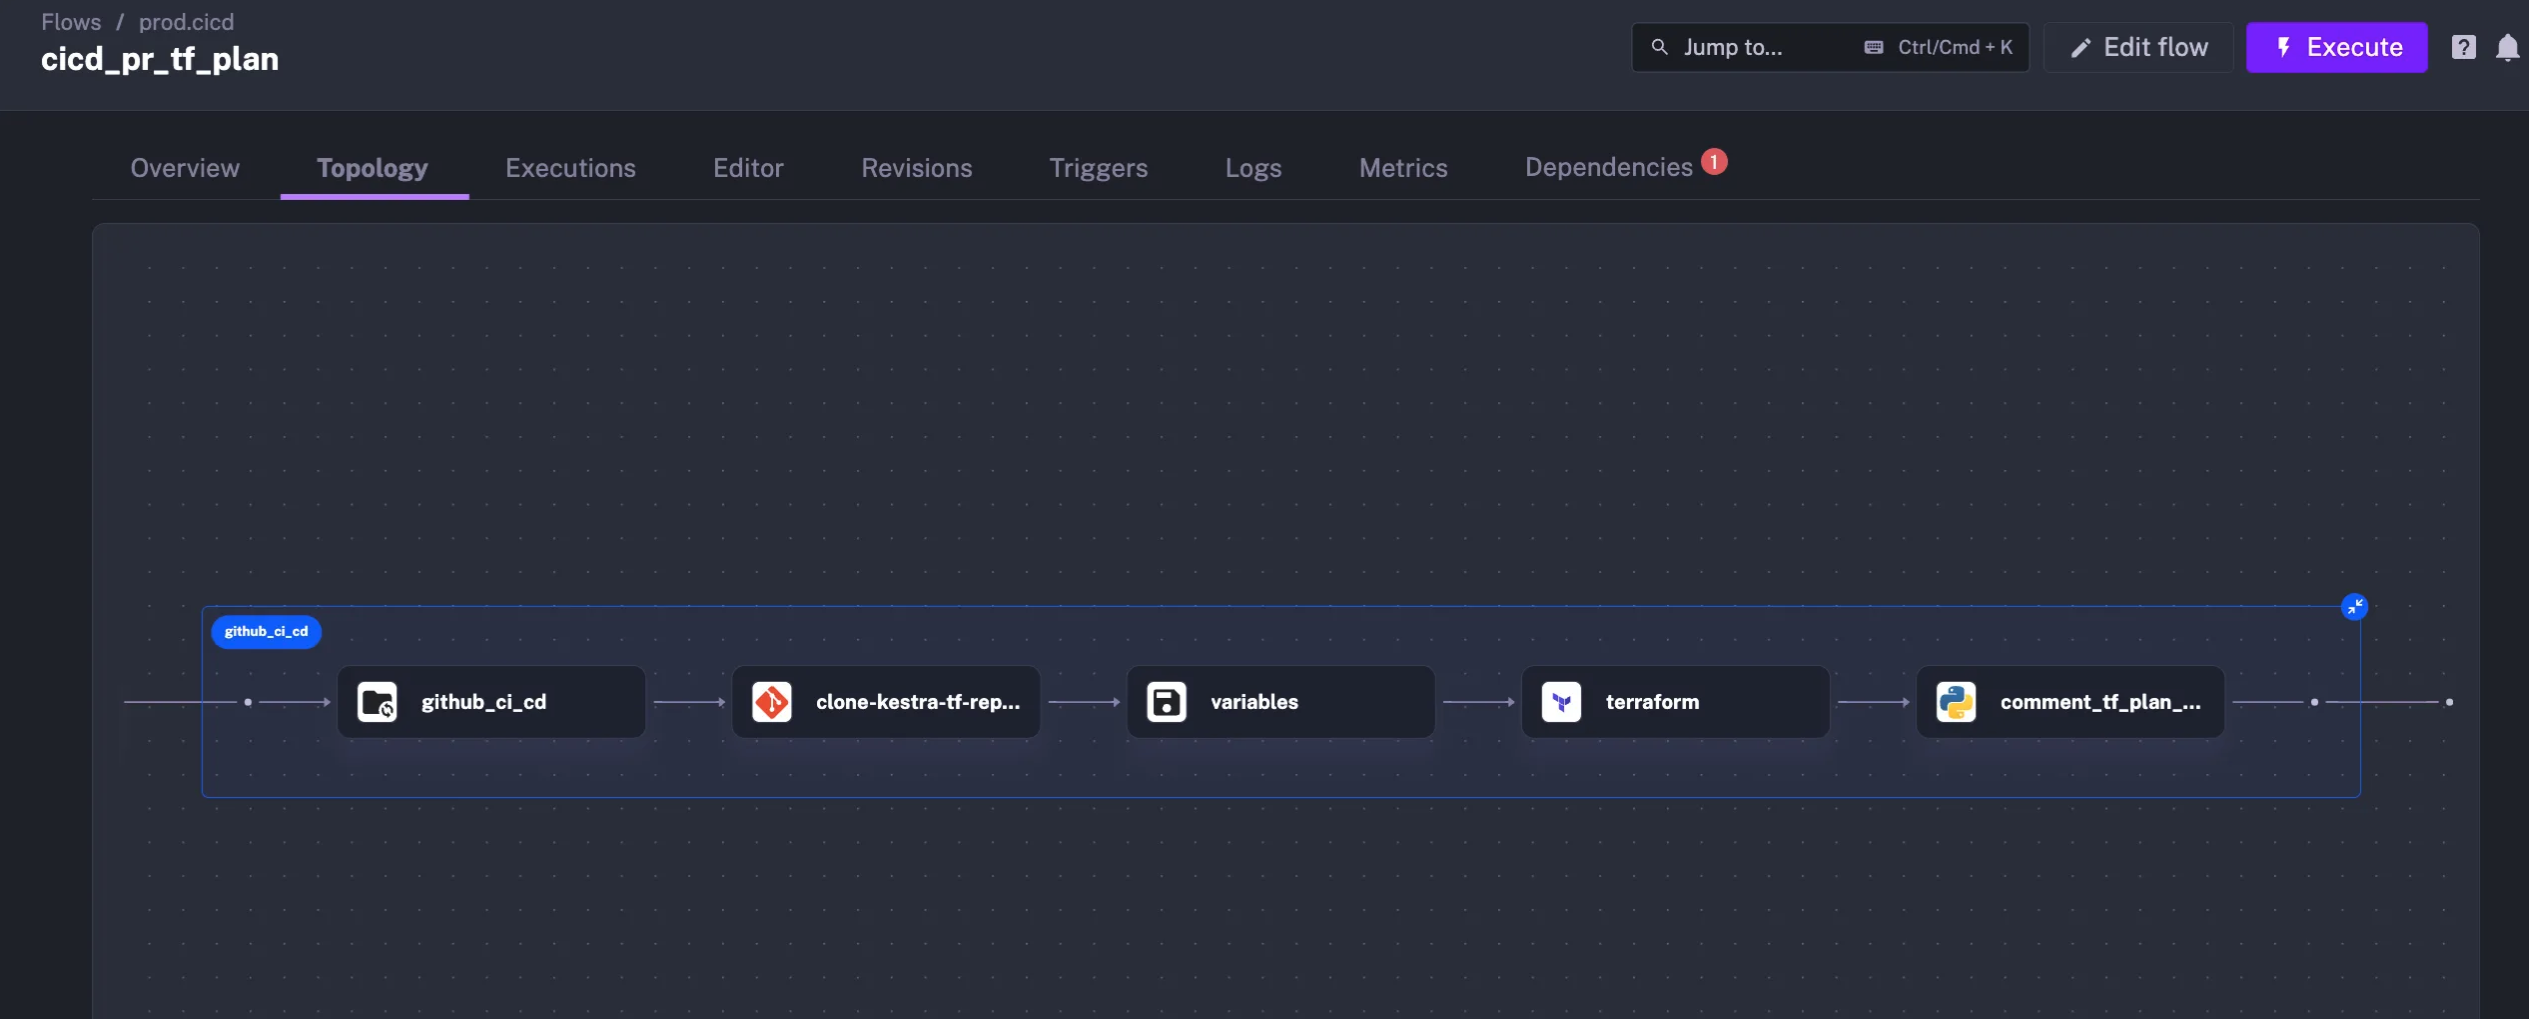 Flows / prod.cicd
cicd_pr_tf_plan
Jump to...
Ctrl/Cmd + K
Edit flow
Execute
?
Overview
Topology
Executions
Editor
Revisions
Triggers
Logs
Metrics
Dependencies 1
github_ci_cd
github_ci_cd
clone-kestra-tf-rep...
variables
terraform
comment_tf_plan_...